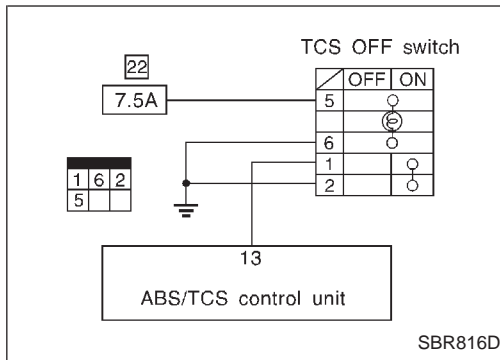 TCS OFF switch
22
OFF ON
7.5A
5
6
1 6 2
1
5
2
13
ABS/TCS control unit
SBR816D